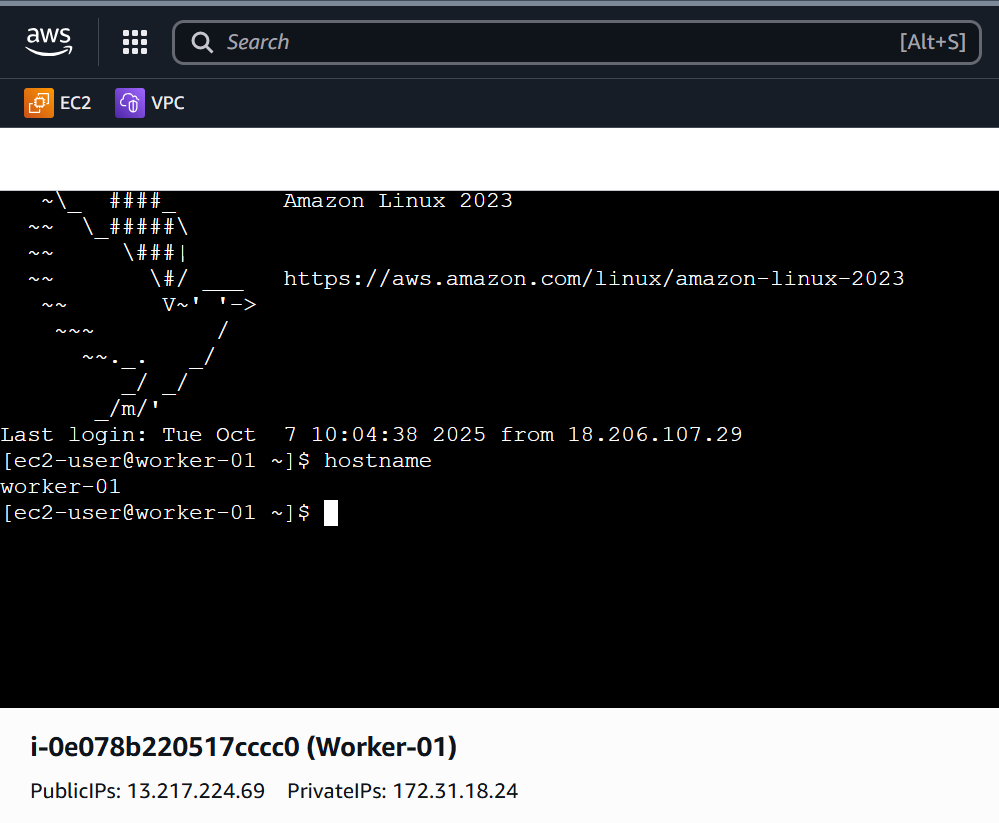 aws
Search [Alt+S]
EC2 VPC
~\_  ####_        Amazon Linux 2023
~~  \_#####\
~~     \###|
~~       \#/ ___   https://aws.amazon.com/linux/amazon-linux-2023
~~       V~' '->
~~~         /
~~._.   _/
_/ _/
_/m/'
Last login: Tue Oct  7 10:04:38 2025 from 18.206.107.29
[ec2-user@worker-01 ~]$ hostname
worker-01
[ec2-user@worker-01 ~]$
i-0e078b220517cccc0 (Worker-01)
PublicIPs: 13.217.224.69 PrivateIPs: 172.31.18.24